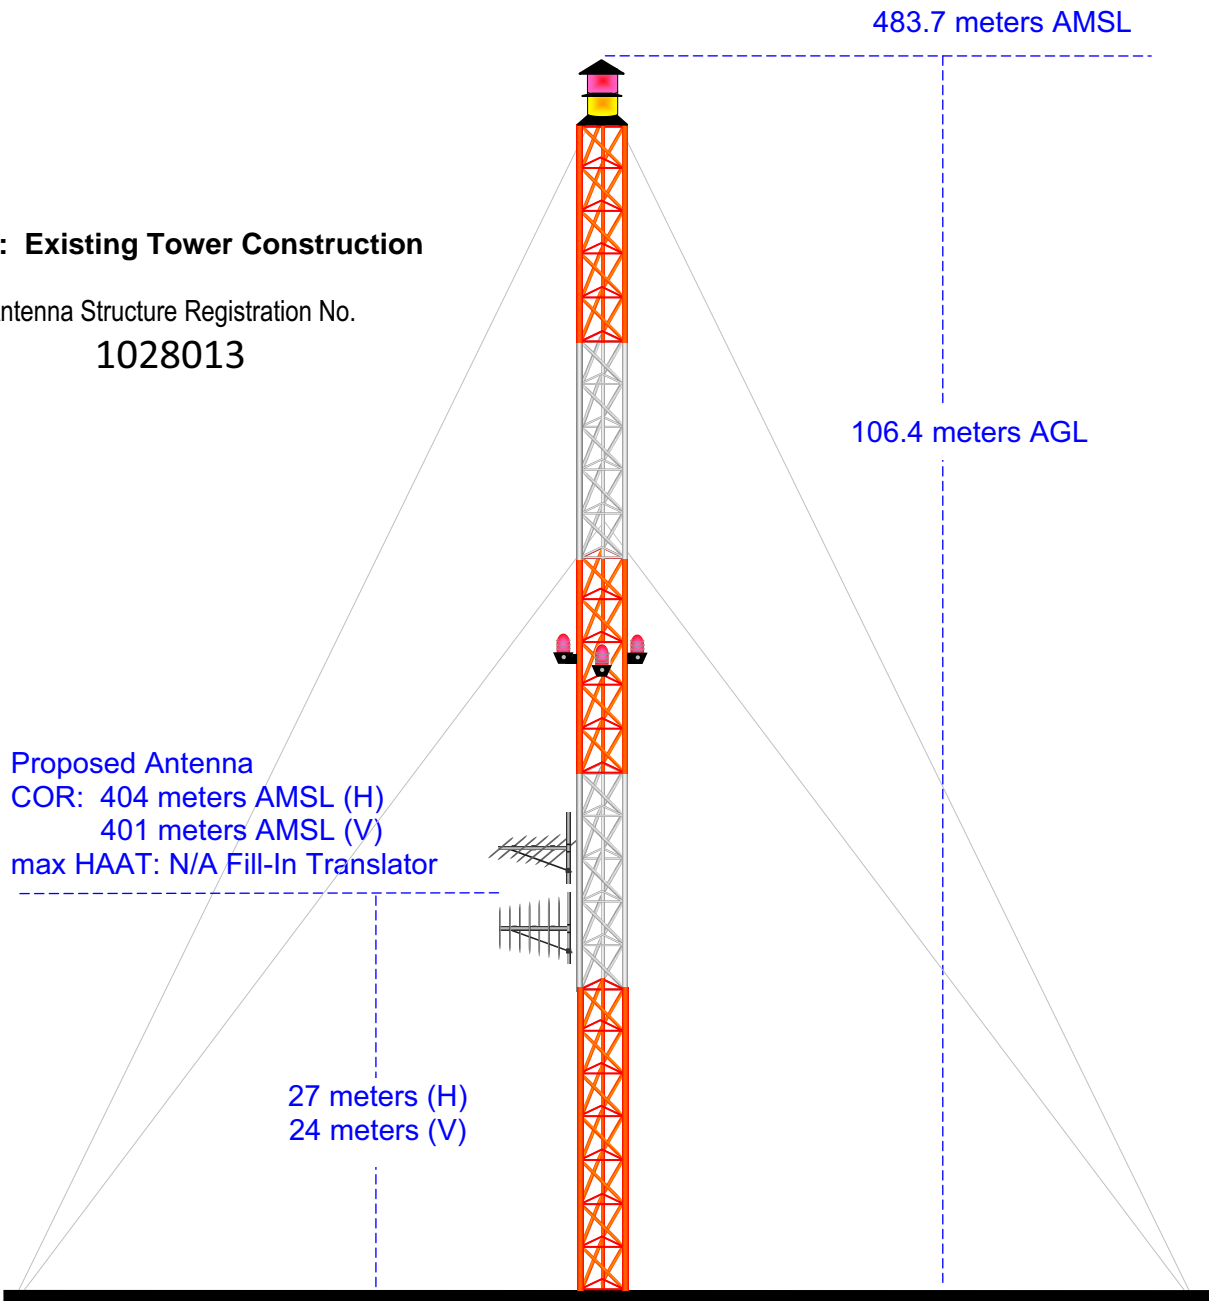 483.7 meters AMSL
: Existing Tower Construction
ntenna Structure Registration No.
1028013
106.4 meters AGL
Proposed Antenna
COR: 404 meters AMSL (H)
401 meters AMSL (V)
max HAAT: N/A Fill-In Translator
27 meters (H)
24 meters (V)